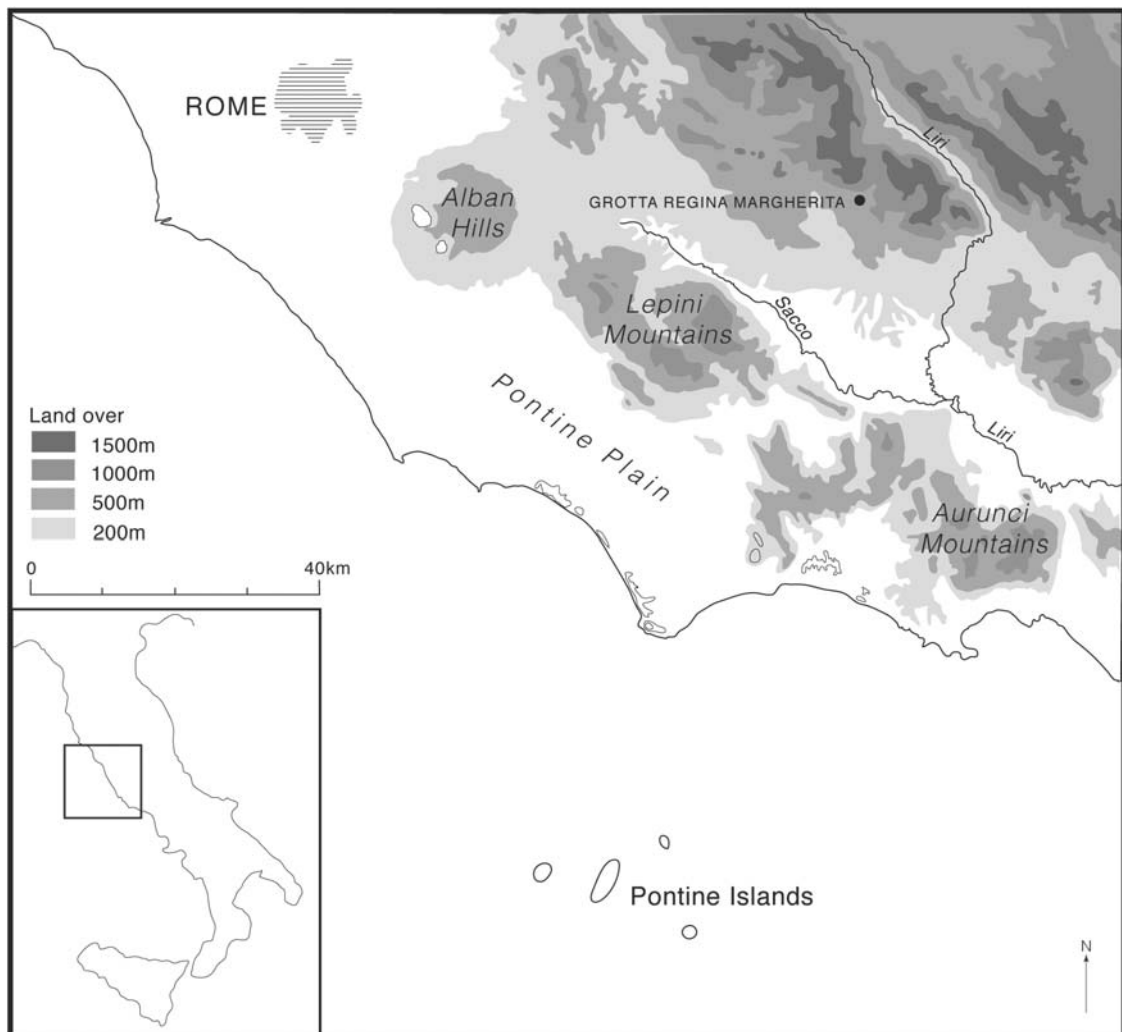 ROME
Liri
Alban
Hills
GROTTA REGINA MARGHERITA
Lepini
Mountains
Sacco
Pontine Plain
Liri
Land over
1500m
1000m
500m
200m
Aurunci
Mountains
0 40km
Pontine Islands
N